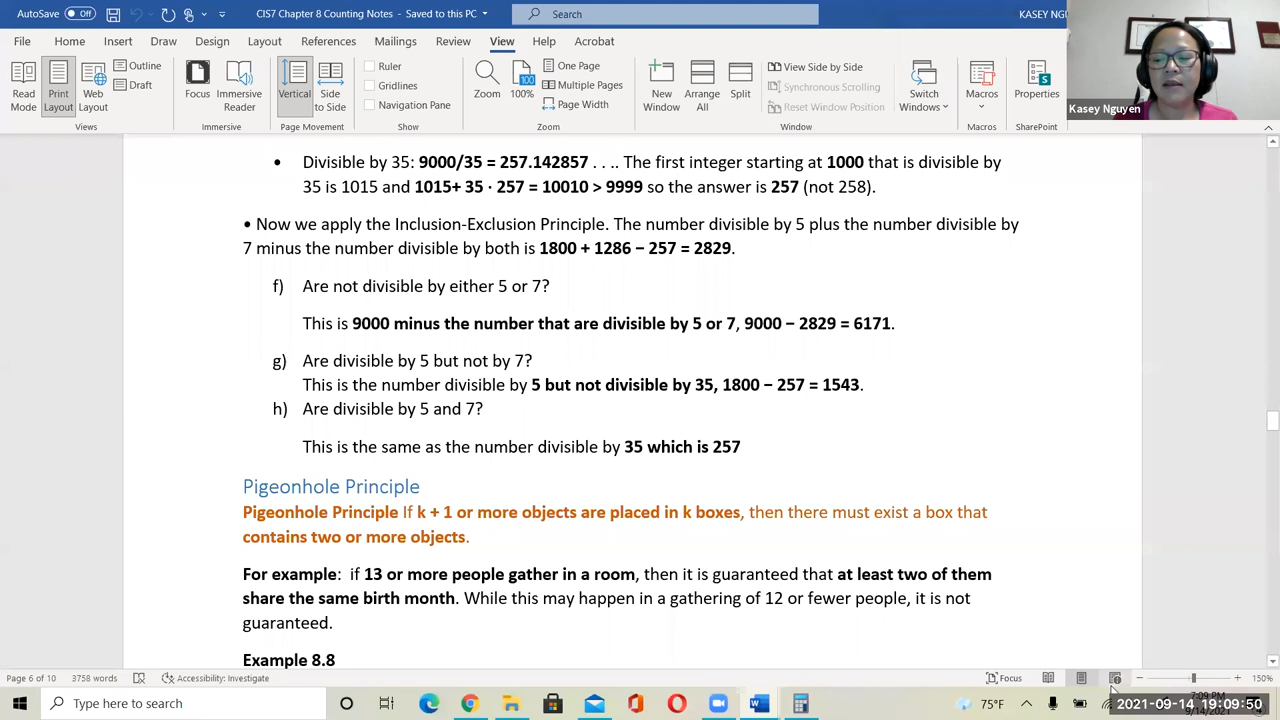 AutoSave Off Section 8.4 - Saved to this PC Search KASEY NG
File Home Insert Draw Design Layout References Mailings Review View Help Acrobat
Read Mode Print Layout Web Layout Outline Draft Focus Immersive Reader Vertical Side to Side Ruler Gridlines Navigation Pane Zoom 100% One Page Multiple Pages Page Width New Window Arrange All Split View Side by Side Synchronous Scrolling Reset Window Position Switch Windows Macros Properties
Views Immersive Page Movement Show Zoom Window Macros SharePoint
Kasey Nguyen
• Divisible by 35: 9000/35 = 257.142857 . . .. The first integer starting at 1000 that is divisible by
35 is 1015 and 1015+ 35 · 257 = 10010 > 9999 so the answer is 257 (not 258).
• Now we apply the Inclusion-Exclusion Principle. The number divisible by 5 plus the number divisible by
7 minus the number divisible by both is 1800 + 1286 − 257 = 2829.
f) Are not divisible by either 5 or 7?
This is 9000 minus the number that are divisible by 5 or 7, 9000 − 2829 = 6171.
g) Are divisible by 5 but not by 7?
This is the number divisible by 5 but not divisible by 35, 1800 − 257 = 1543.
h) Are divisible by 5 and 7?
This is the same as the number divisible by 35 which is 257
Pigeonhole Principle
Pigeonhole Principle If k + 1 or more objects are placed in k boxes, then there must exist a box that
contains two or more objects.
For example: if 13 or more people gather in a room, then it is guaranteed that at least two of them
share the same birth month. While this may happen in a gathering of 12 or fewer people, it is not
guaranteed.
Example 8.8
Page 6 of 10 3758 words Accessibility: Investigate Focus 150%
Type here to search 75°F 7:09 PM
9/14/2021
2021-09-14 19:09:50